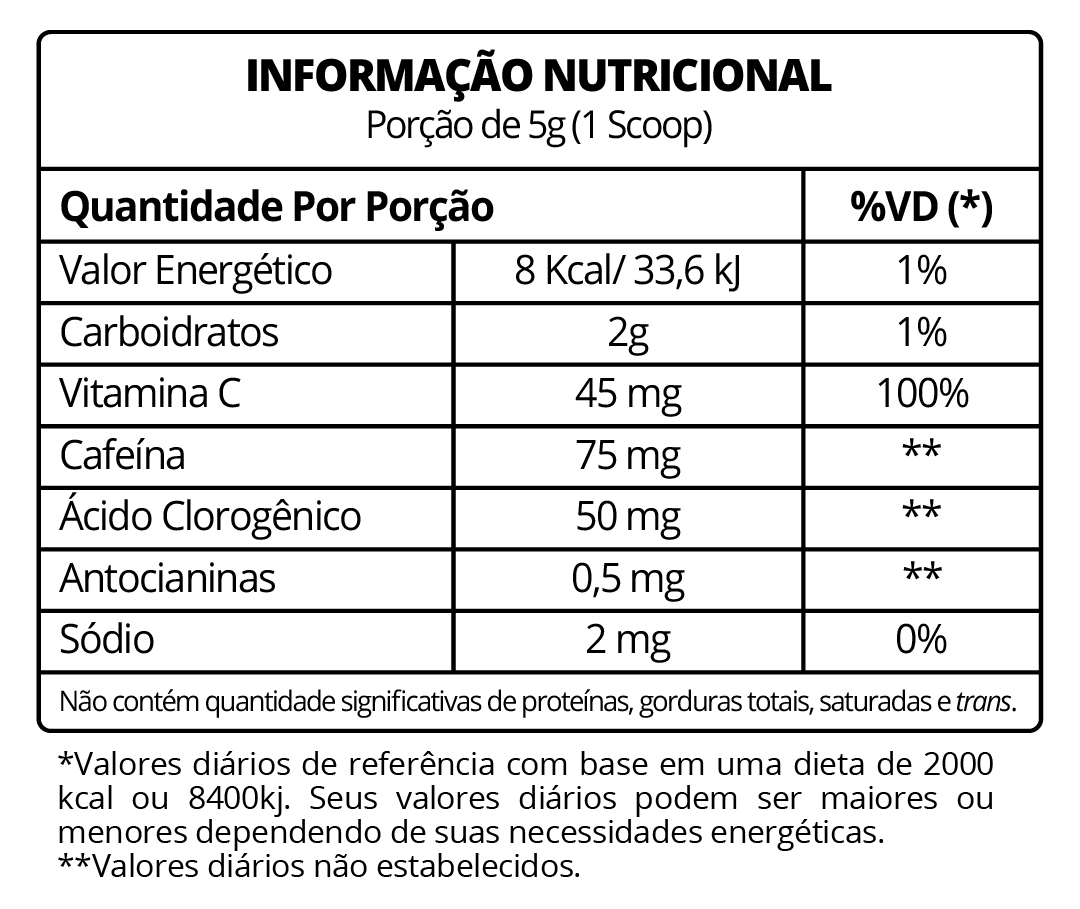 INFORMAÇÃO NUTRICIONAL
Porção de 5g (1 Scoop)
Quantidade Por Porção %VD (*)
Valor Energético 8 Kcal/ 33,6 kJ 1%
Carboidratos 2g 1%
Vitamina C 45 mg 100%
Cafeína 75 mg **
Ácido Clorogênico 50 mg **
Antocianinas 0,5 mg **
Sódio 2 mg 0%
Não contém quantidade significativas de proteínas, gorduras totais, saturadas e trans.
*Valores diários de referência com base em uma dieta de 2000
kcal ou 8400kj. Seus valores diários podem ser maiores ou
menores dependendo de suas necessidades energéticas.
**Valores diários não estabelecidos.